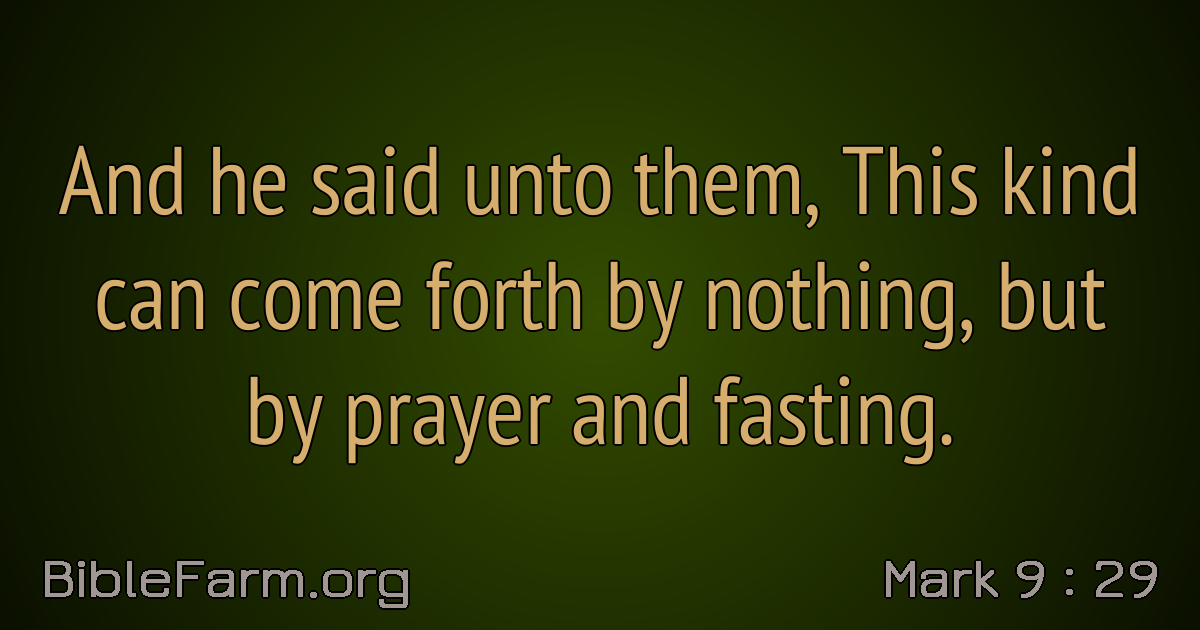 And he said unto them, This kind
can come forth by nothing, but
by prayer and fasting.
BibleFarm.org
Mark 9 : 29